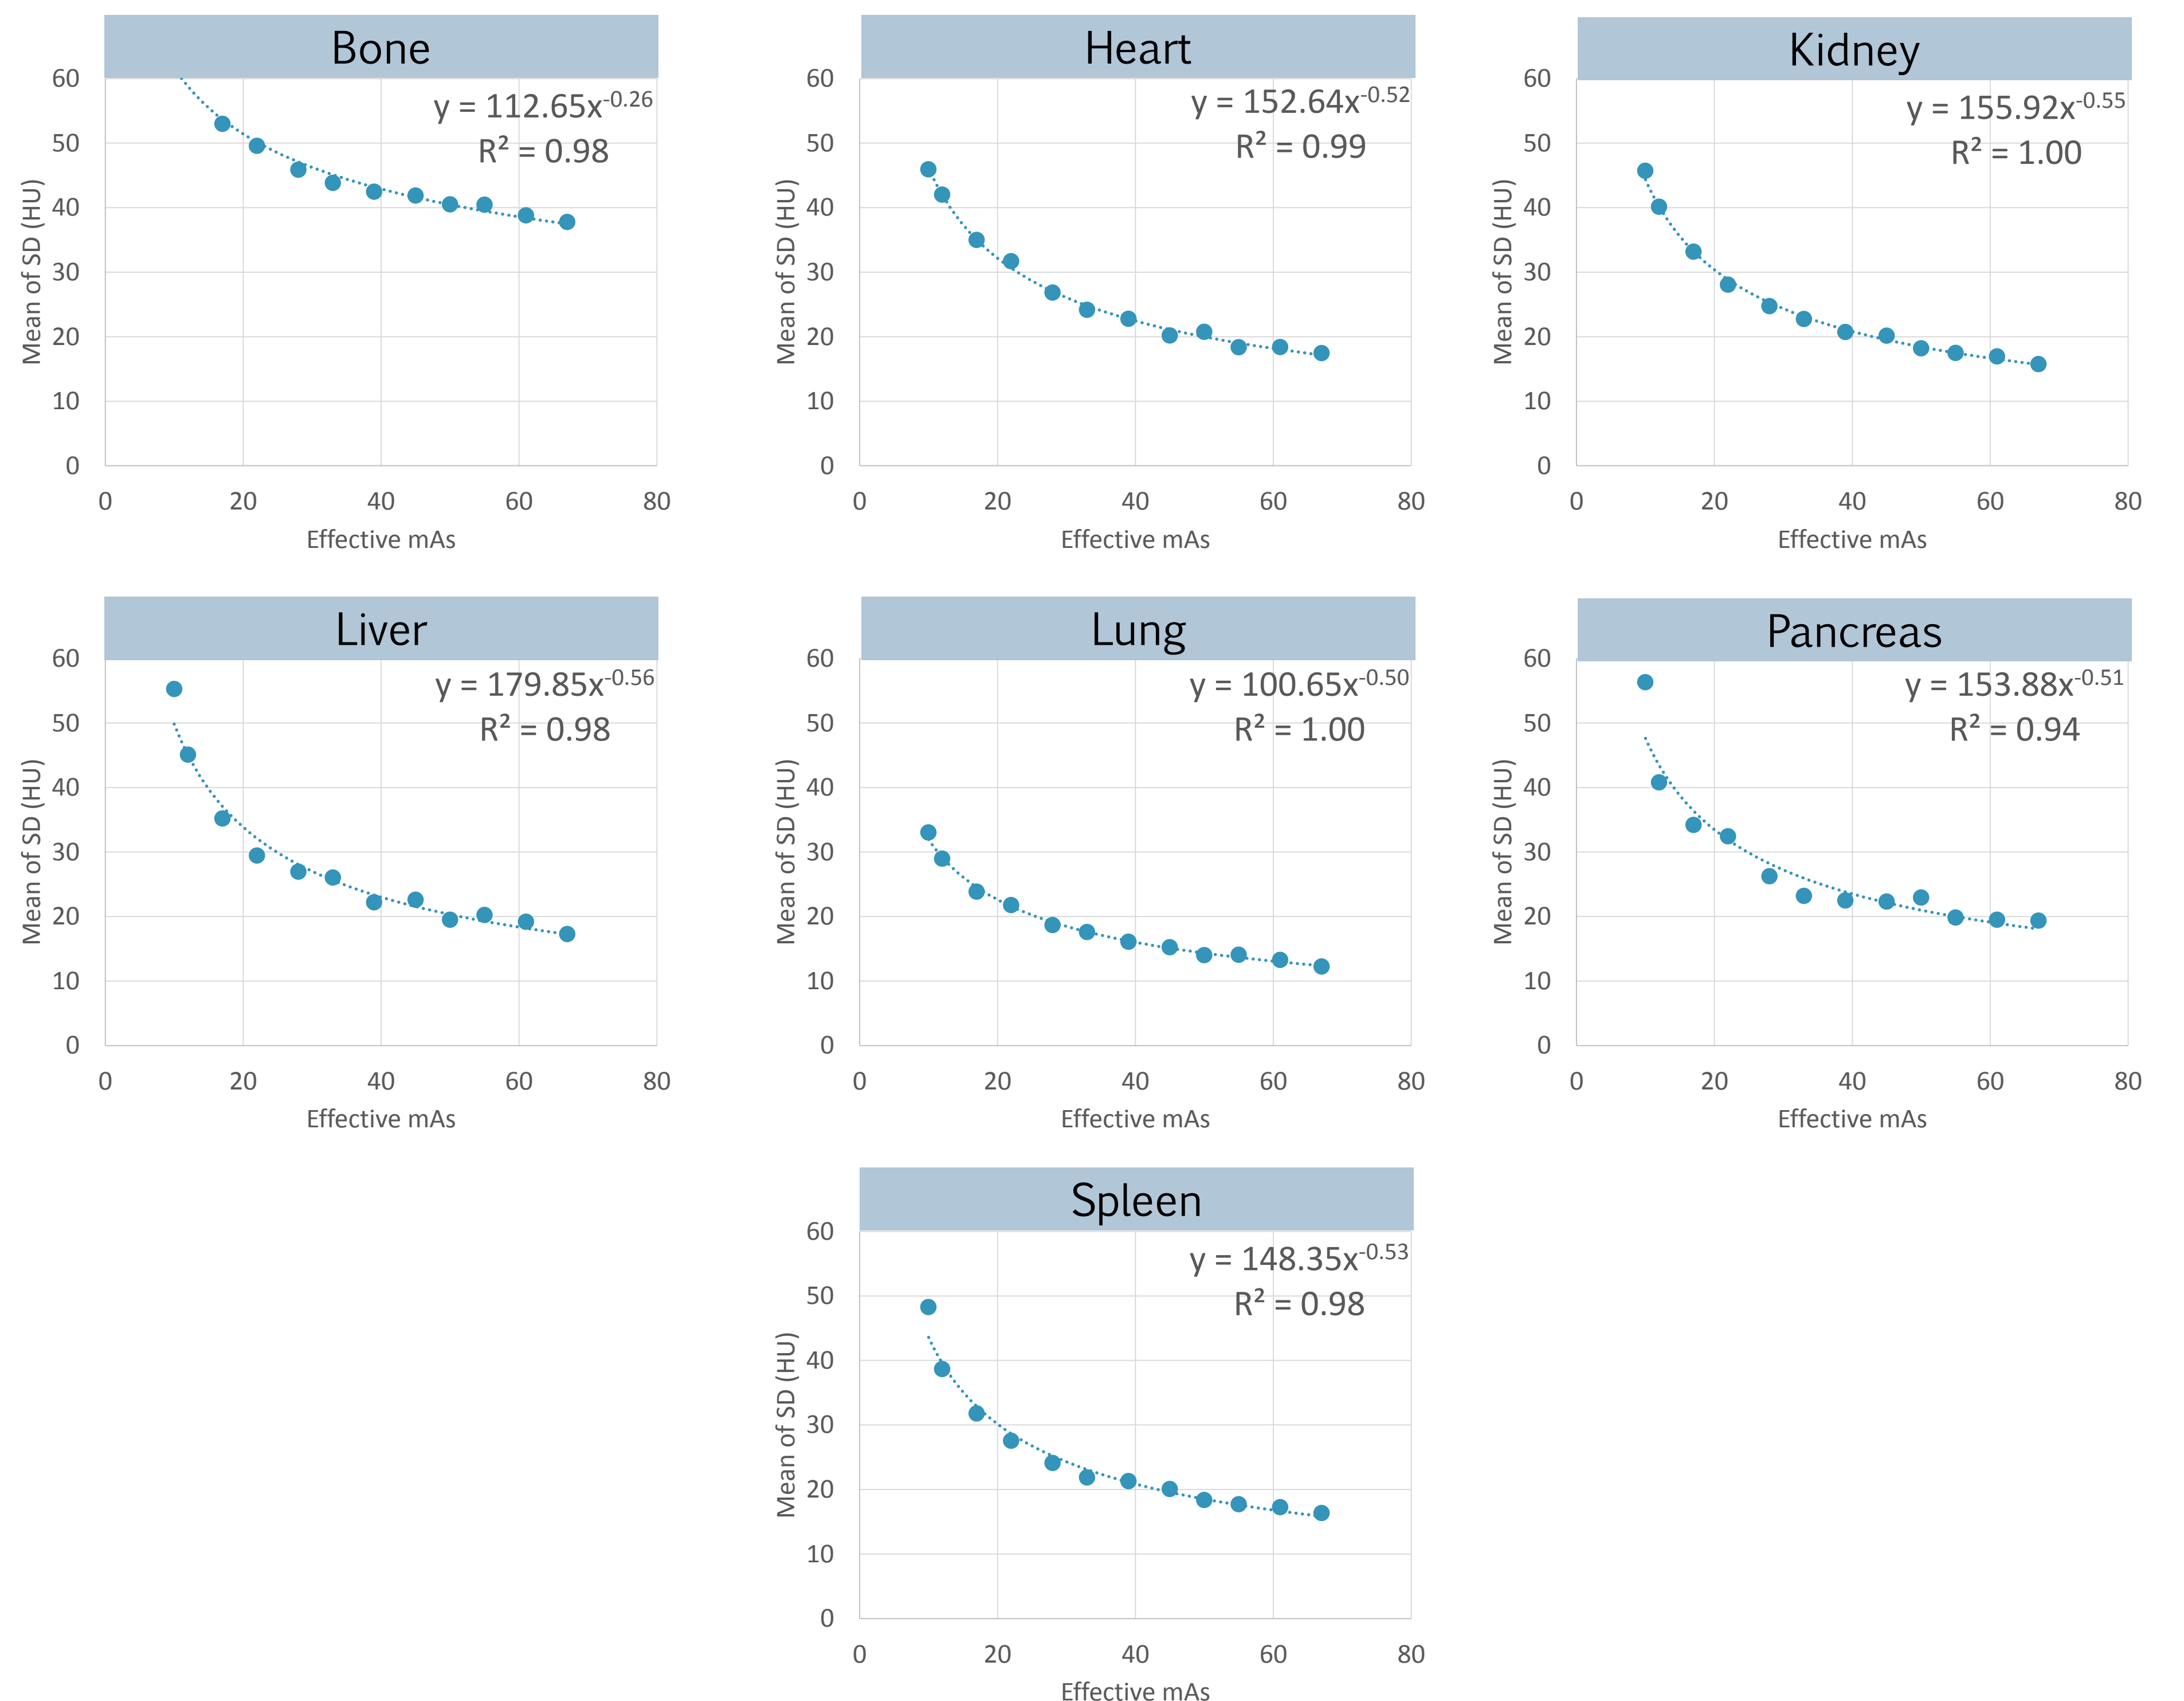 Bone
y = 112.65x^-0.26
R² = 0.98
Mean of SD (HU)
60
50
40
30
20
10
0
0 20 40 60 80
Effective mAs
Heart
y = 152.64x^-0.52
R² = 0.99
Mean of SD (HU)
60
50
40
30
20
10
0
0 20 40 60 80
Effective mAs
Kidney
y = 155.92x^-0.55
R² = 1.00
Mean of SD (HU)
60
50
40
30
20
10
0
0 20 40 60 80
Effective mAs
Liver
y = 179.85x^-0.56
R² = 0.98
Mean of SD (HU)
60
50
40
30
20
10
0
0 20 40 60 80
Effective mAs
Lung
y = 100.65x^-0.50
R² = 1.00
Mean of SD (HU)
60
50
40
30
20
10
0
0 20 40 60 80
Effective mAs
Pancreas
y = 153.88x^-0.51
R² = 0.94
Mean of SD (HU)
60
50
40
30
20
10
0
0 20 40 60 80
Effective mAs
Spleen
y = 148.35x^-0.53
R² = 0.98
Mean of SD (HU)
60
50
40
30
20
10
0
0 20 40 60 80
Effective mAs